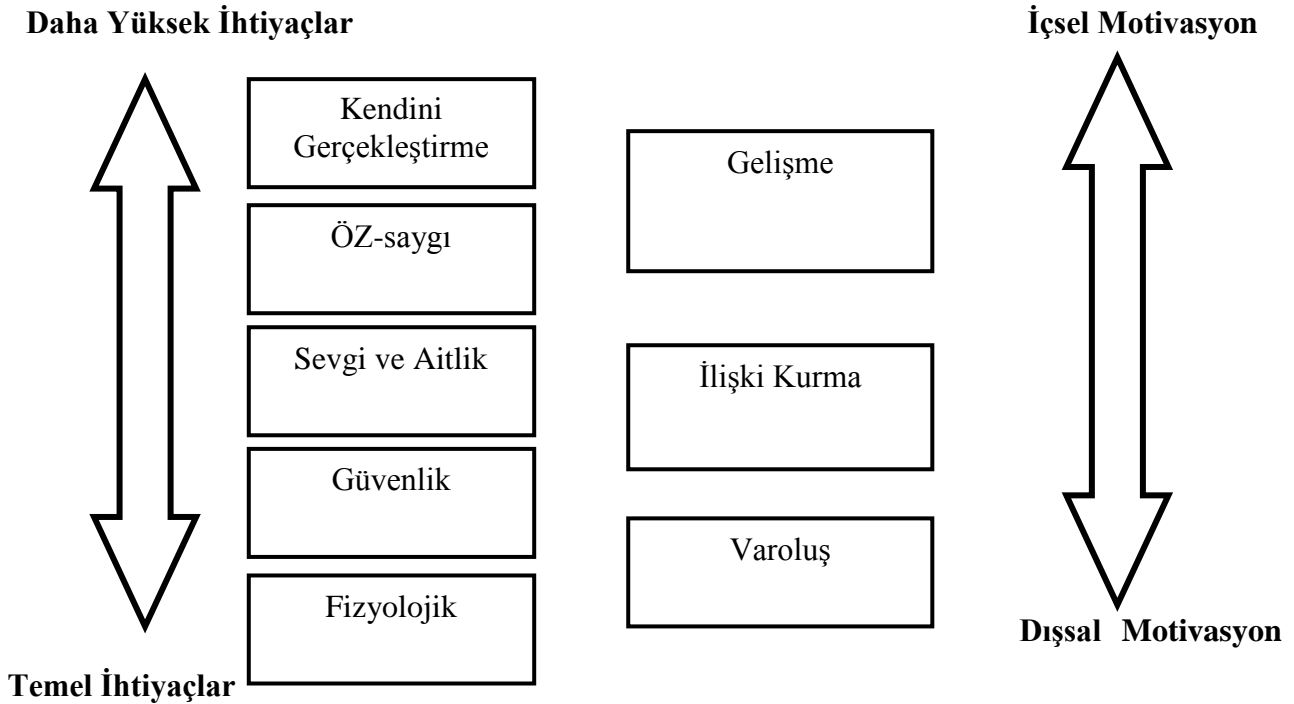 Daha Yüksek İhtiyaçlar
İçsel Motivasyon
Kendini
Gerçekleştirme
Gelişme
ÖZ-saygı
Sevgi ve Aitlik
İlişki Kurma
Güvenlik
Varoluş
Fizyolojik
Dışsal Motivasyon
Temel İhtiyaçlar